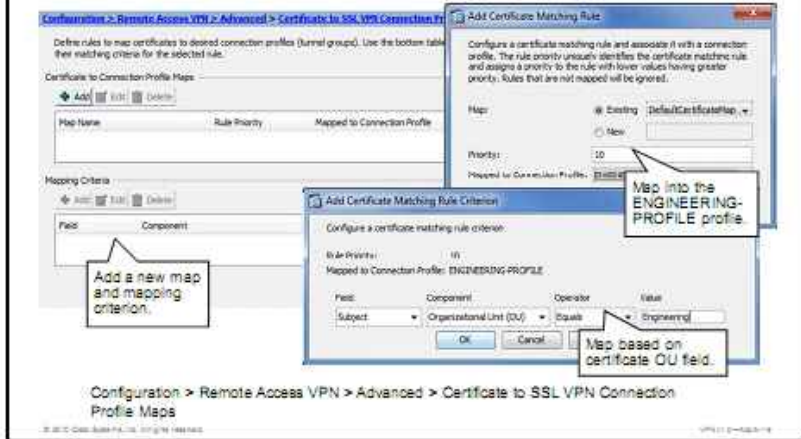 Configuration > Remote Access VPN > Advanced > Certificate to SSL VPN Connection Pr
Define rules to map certificates to desired connection profiles (tunnel groups). Use the bottom table
their matching criteria for the selected rule.
Certificate to Connection Profile Maps
Add Edit Delete
Map Name Rule Priority Mapped to Connection Profile
Mapping Criteria
Add Edit Delete
Field Component
Add a new map
and mapping
criterion.
Add Certificate Matching Rule
Configure a certificate matching rule and associate it with a connection
profile. The rule priority uniquely identifies the certificate matching rule
and assigns a priority to the rule with lower values having greater
priority. Rules that are not mapped will be ignored.
Map: Existing DefaultCertificateMap
New
Priority: 10
Mapped to Connection Profile:
Map into the
ENGINEERING-
PROFILE profile.
Add Certificate Matching Rule Criterion
Configure a certificate matching rule criterion.
Rule Priority: 10
Mapped to Connection Profile: ENGINEERING-PROFILE
Field Component Operator Value
Subject Organizational Unit (OU) Equals Engineering
OK Cancel
Map based on
certificate OU field.
Configuration > Remote Access VPN > Advanced > Certificate to SSL VPN Connection
Profile Maps